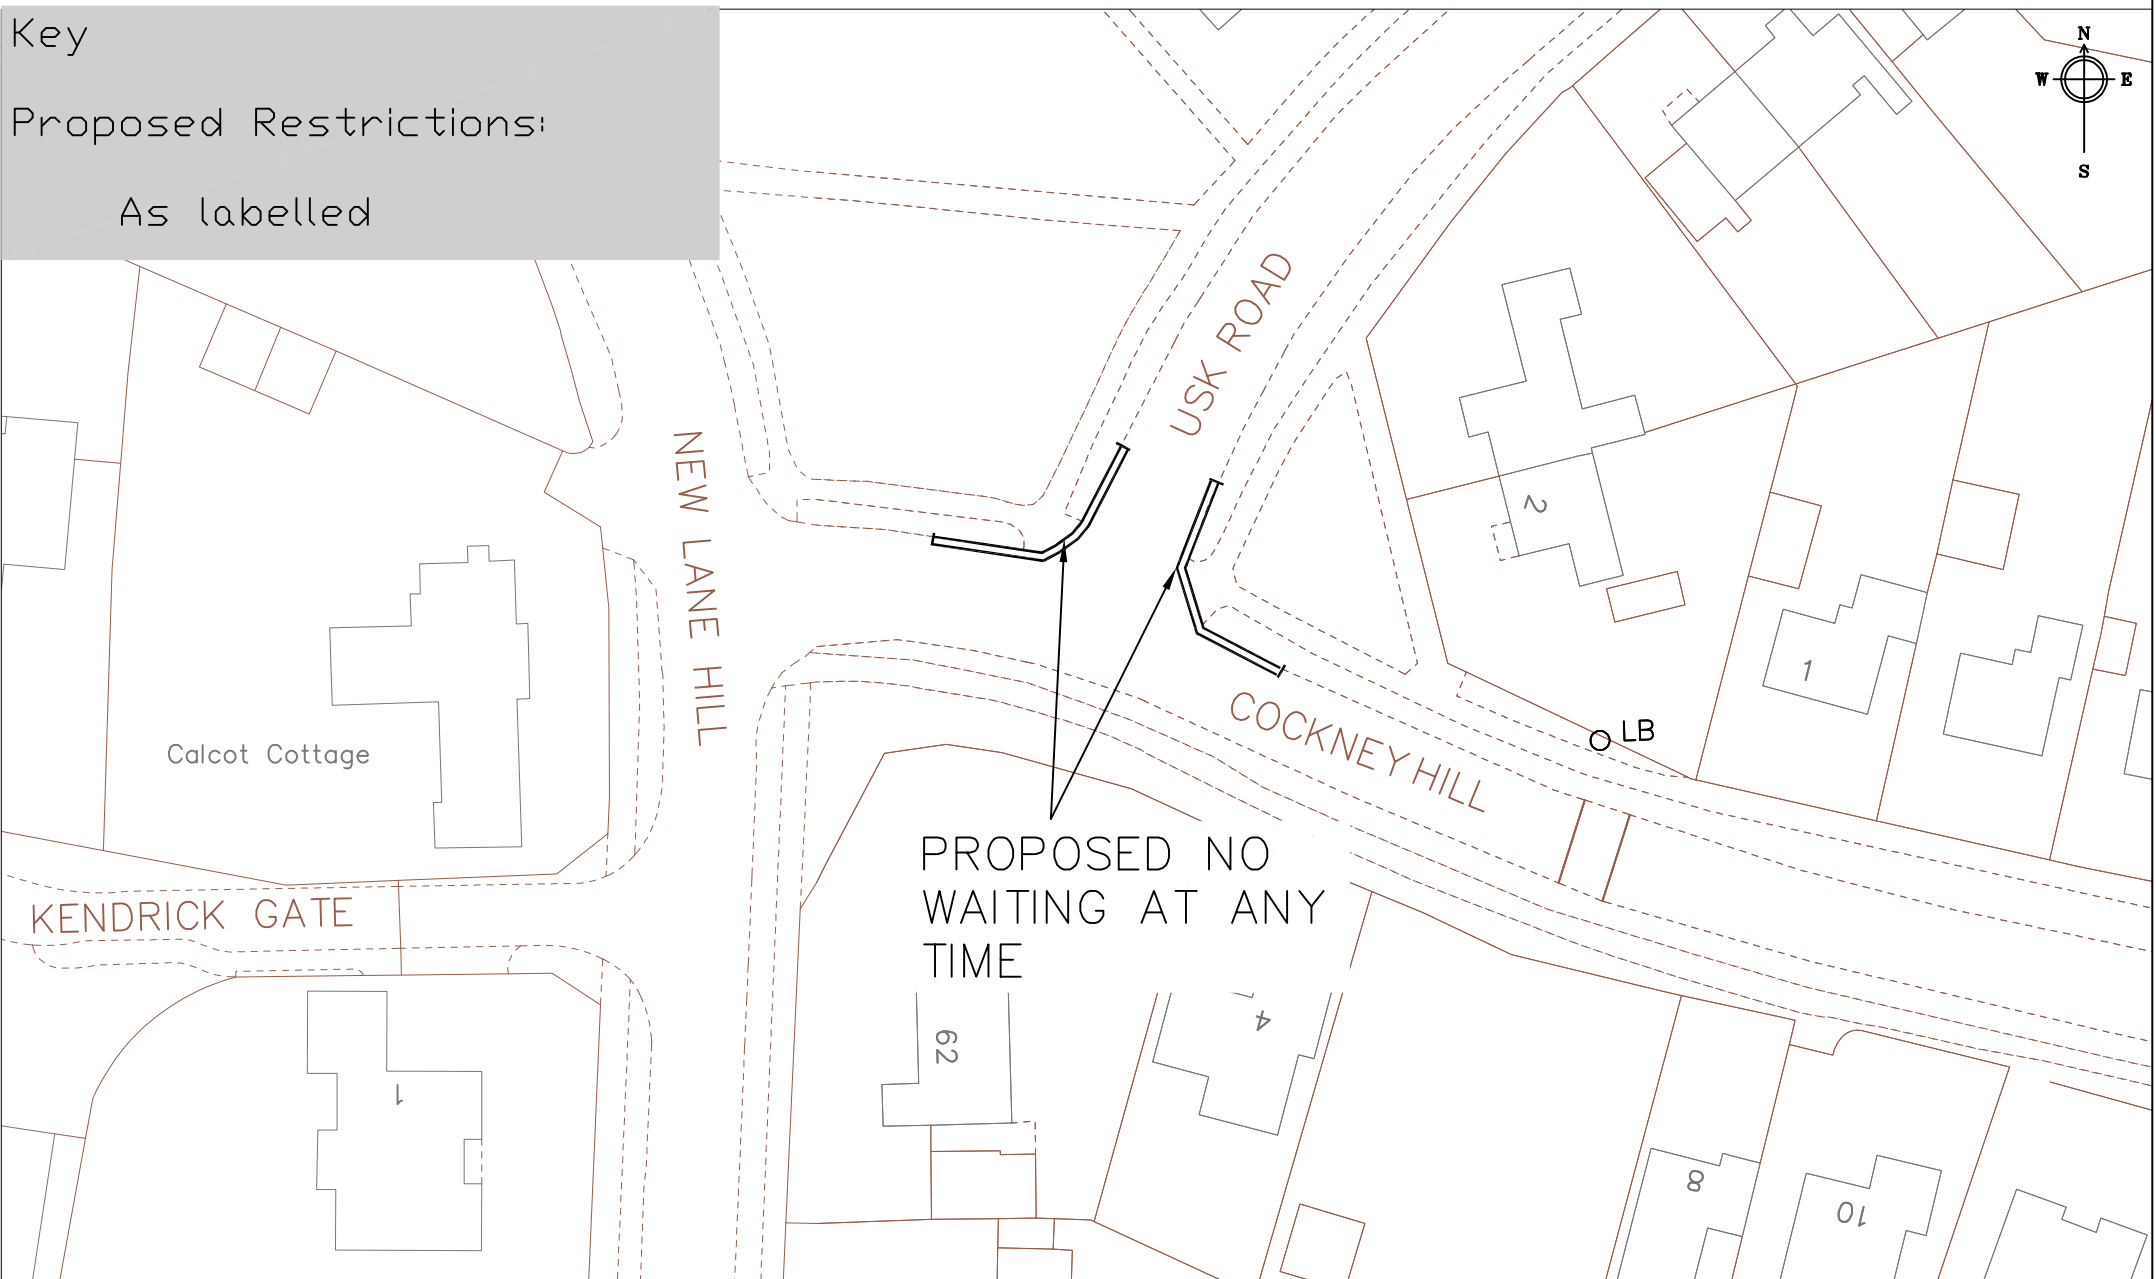 Key
Proposed Restrictions:
As labelled
N
W E
S
USK ROAD
NEW LANE HILL
2
1
COCKNEY HILL
LB
Calcot Cottage
PROPOSED NO
WAITING AT ANY
TIME
KENDRICK GATE
62
4
1
8
10